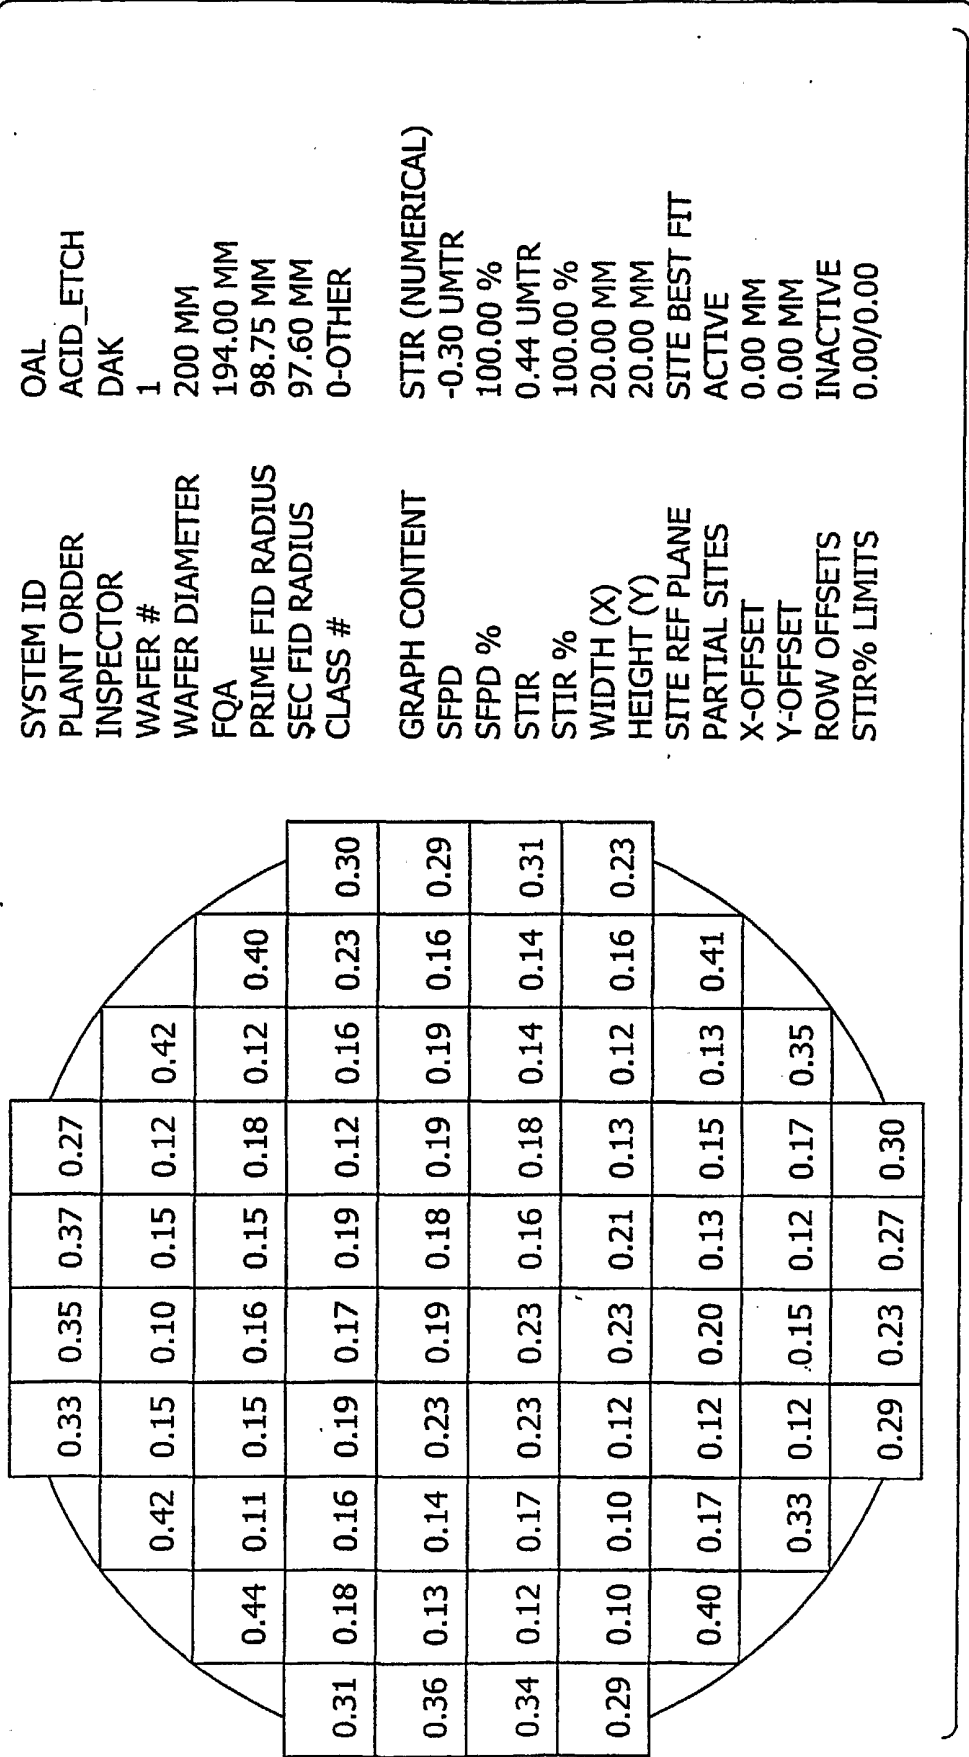 0.33 0.35 0.37 0.27
0.42 0.15 0.10 0.15 0.12 0.42
0.44 0.11 0.15 0.16 0.15 0.18 0.12 0.40
0.31 0.18 0.16 0.19 0.17 0.19 0.12 0.16 0.23 0.30
0.36 0.13 0.14 0.23 0.19 0.18 0.19 0.19 0.16 0.29
0.34 0.12 0.17 0.23 0.23 0.16 0.18 0.14 0.14 0.31
0.29 0.10 0.10 0.12 0.23 0.21 0.13 0.12 0.16 0.23
0.40 0.17 0.12 0.20 0.13 0.15 0.13 0.41
0.33 0.12 0.15 0.12 0.17 0.35
0.29 0.23 0.27 0.30
SYSTEM ID OAL
PLANT ORDER ACID_ETCH
INSPECTOR DAK
WAFER # 1
WAFER DIAMETER 200 MM
FQA 194.00 MM
PRIME FID RADIUS 98.75 MM
SEC FID RADIUS 97.60 MM
CLASS # 0-OTHER
GRAPH CONTENT STIR (NUMERICAL)
SFPD -0.30 UMTR
SFPD % 100.00 %
STIR 0.44 UMTR
STIR % 100.00 %
WIDTH (X) 20.00 MM
HEIGHT (Y) 20.00 MM
SITE REF PLANE SITE BEST FIT
PARTIAL SITES ACTIVE
X-OFFSET 0.00 MM
Y-OFFSET 0.00 MM
ROW OFFSETS INACTIVE
STIR% LIMITS 0.00/0.00